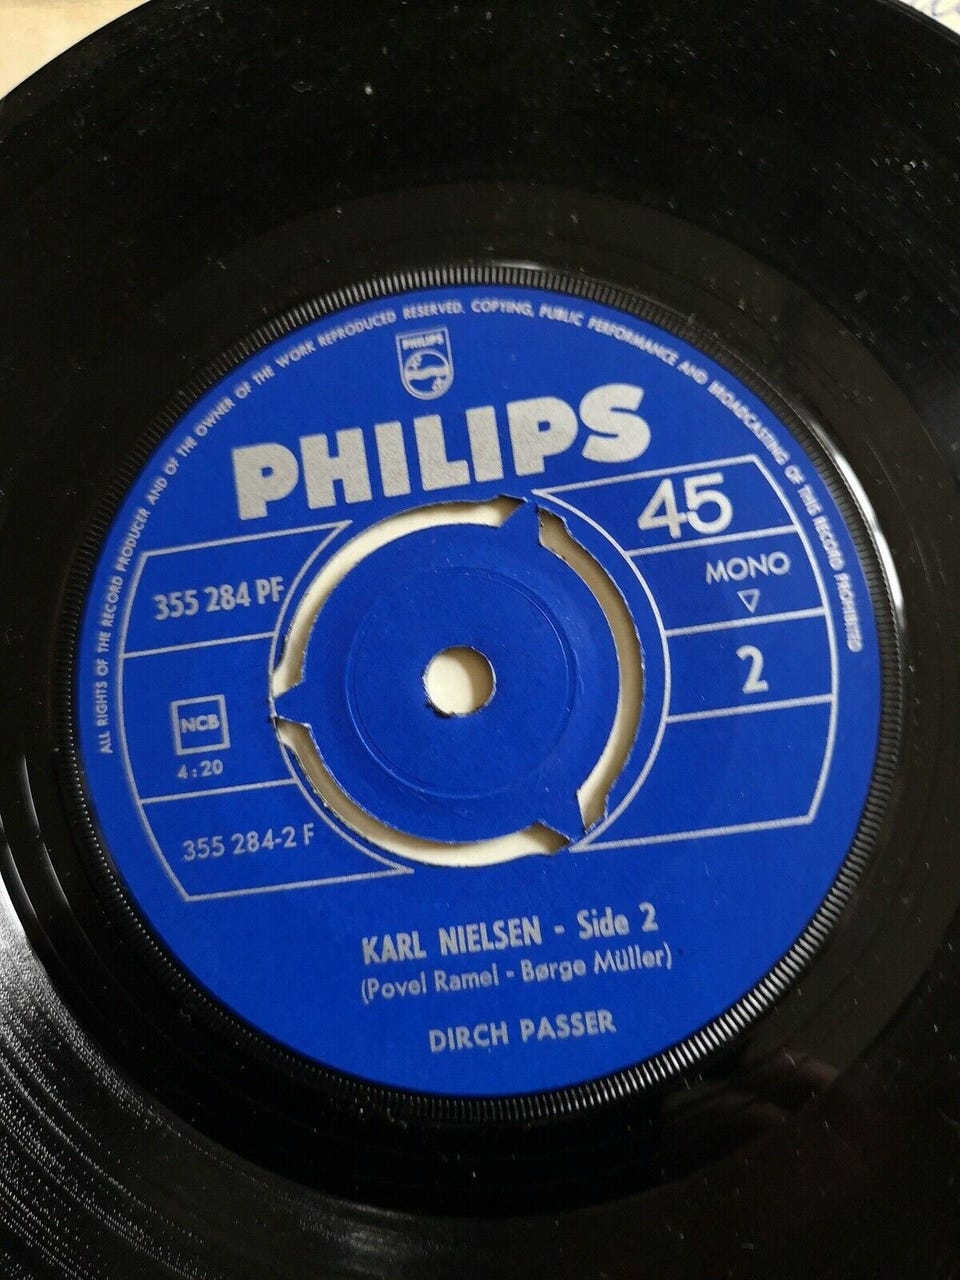 ALL RIGHTS OF THE RECORD PRODUCER AND OF THE OWNER OF THE WORK REPRODUCED RESERVED. COPYING, PUBLIC PERFORMANCE AND BROADCASTING OF THIS RECORD PROHIBITED
PHILIPS
PHILIPS
45
355 284 PF
MONO
2
NCB
4:20
355 284-2 F
KARL NIELSEN - Side 2
(Povel Ramel - Børge Müller)
DIRCH PASSER